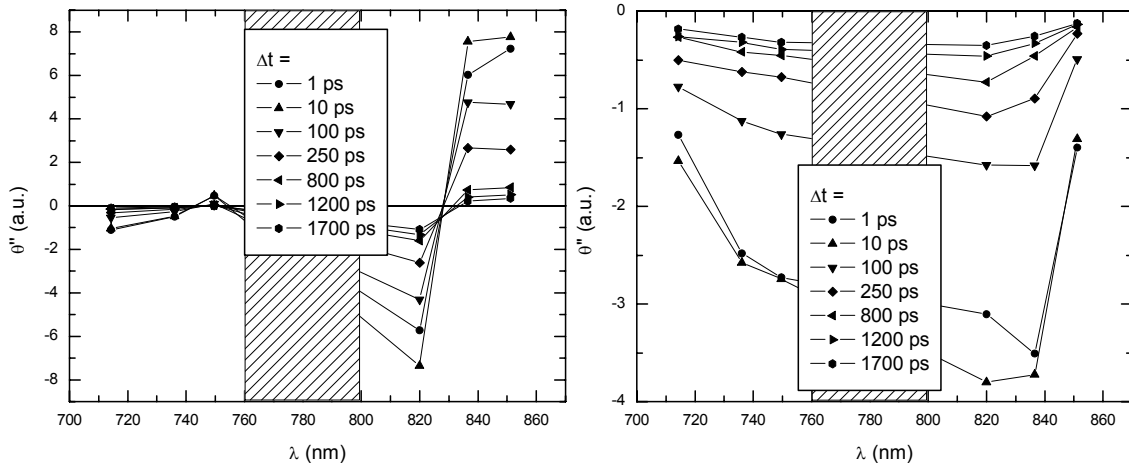 8
6
4
2
0
-2
-4
-6
-8
θ'' (a.u.)
Δt =
1 ps
10 ps
100 ps
250 ps
800 ps
1200 ps
1700 ps
700 720 740 760 780 800 820 840 860
λ (nm)
0
-1
-2
-3
-4
θ'' (a.u.)
Δt =
1 ps
10 ps
100 ps
250 ps
800 ps
1200 ps
1700 ps
700 720 740 760 780 800 820 840 860
λ (nm)